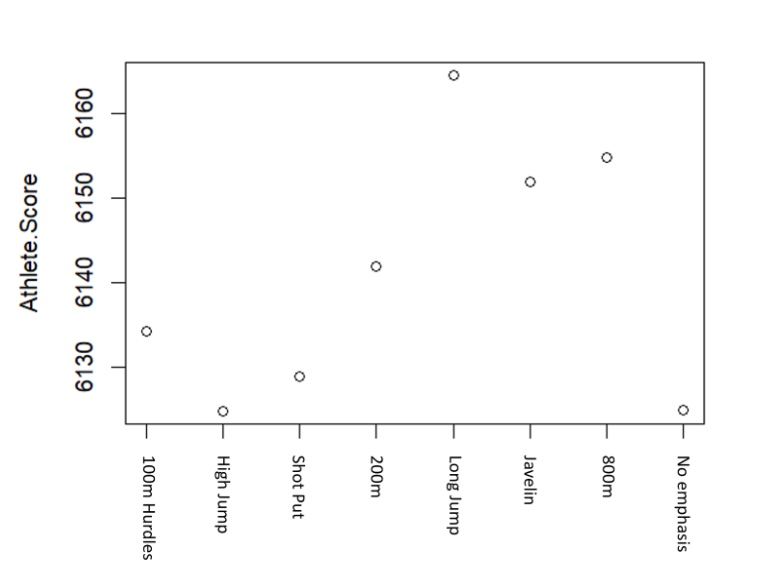 Athlete.Score
6160
6150
6140
6130
100m Hurdles
High Jump
Shot Put
200m
Long Jump
Javelin
800m
No emphasis